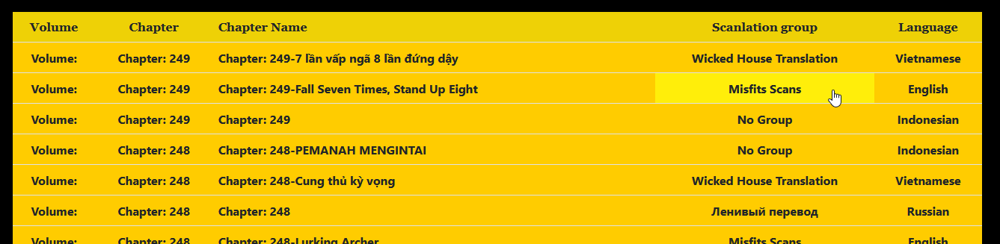 Volume Chapter Chapter Name Scanlation group Language
Volume: Chapter: 249 Chapter: 249-7 lần vấp ngã 8 lần đứng dậy Wicked House Translation Vietnamese
Volume: Chapter: 249 Chapter: 249-Fall Seven Times, Stand Up Eight Misfits Scans English
Volume: Chapter: 249 Chapter: 249 No Group Indonesian
Volume: Chapter: 248 Chapter: 248-PEMANAH MENGINTAI No Group Indonesian
Volume: Chapter: 248 Chapter: 248-Cung thủ kỳ vọng Wicked House Translation Vietnamese
Volume: Chapter: 248 Chapter: 248 Ленивый перевод Russian
Volume: Chapter: 248 Chapter: 248-Lurking Archer Misfits Scans English